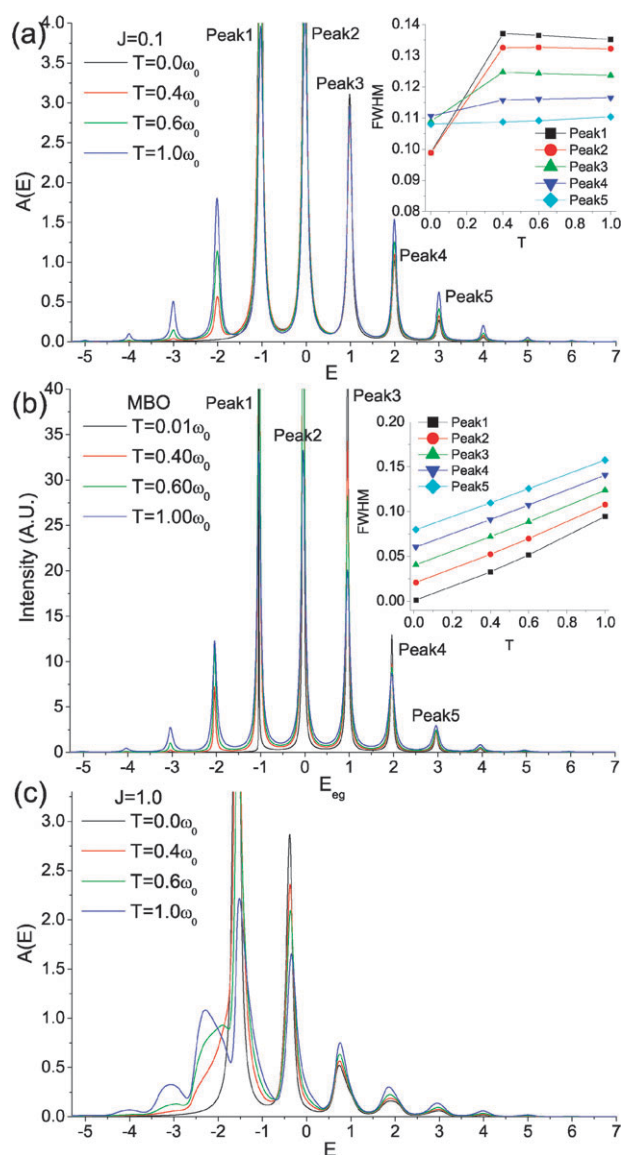 (a)
J=0.1
T=0.0ω0
T=0.4ω0
T=0.6ω0
T=1.0ω0
Peak1
Peak2
Peak3
Peak4
Peak5
A(E)
4.0
3.5
3.0
2.5
2.0
1.5
1.0
0.5
0.0
-5 -4 -3 -2 -1 0 1 2 3 4 5 6 7
E
FWHM
0.14
0.13
0.12
0.11
0.10
0.09
0.08
0.0 0.2 0.4 0.6 0.8 1.0
T
Peak1
Peak2
Peak3
Peak4
Peak5
(b)
MBO
T=0.01ω0
T=0.40ω0
T=0.60ω0
T=1.00ω0
Peak1
Peak2
Peak3
Peak4
Peak5
Intensity (A.U.)
40
35
30
25
20
15
10
5
0
-5 -4 -3 -2 -1 0 1 2 3 4 5 6 7
Eeg
FWHM
0.20
0.15
0.10
0.05
0.00
0.0 0.2 0.4 0.6 0.8 1.0
T
Peak1
Peak2
Peak3
Peak4
Peak5
(c)
J=1.0
T=0.0ω0
T=0.4ω0
T=0.6ω0
T=1.0ω0
A(E)
3.0
2.5
2.0
1.5
1.0
0.5
0.0
-5 -4 -3 -2 -1 0 1 2 3 4 5 6 7
E